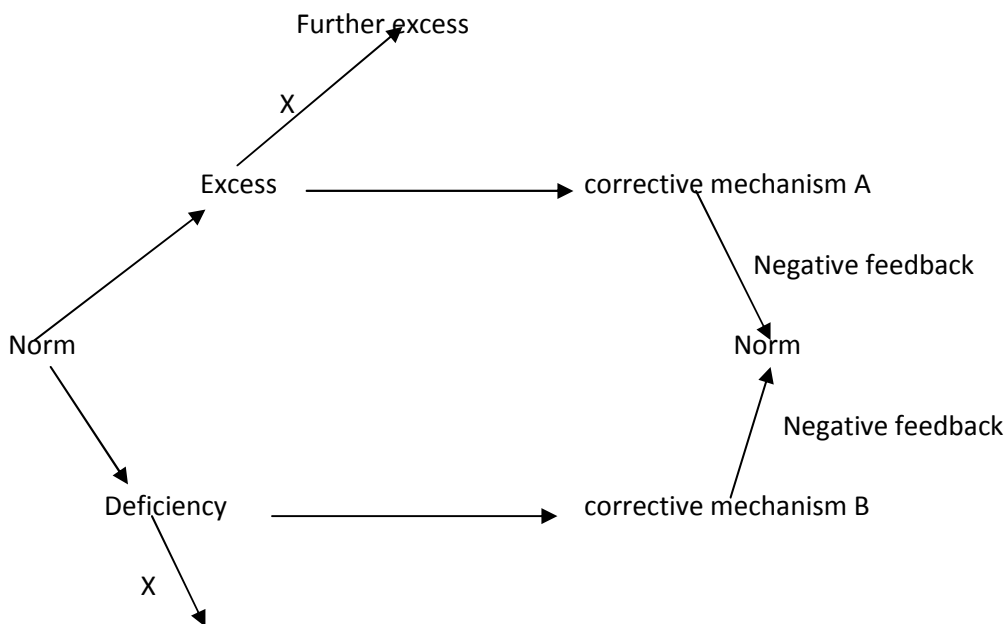 Further excess
X
Excess
corrective mechanism A
Negative feedback
Norm
Norm
Negative feedback
Deficiency
corrective mechanism B
X